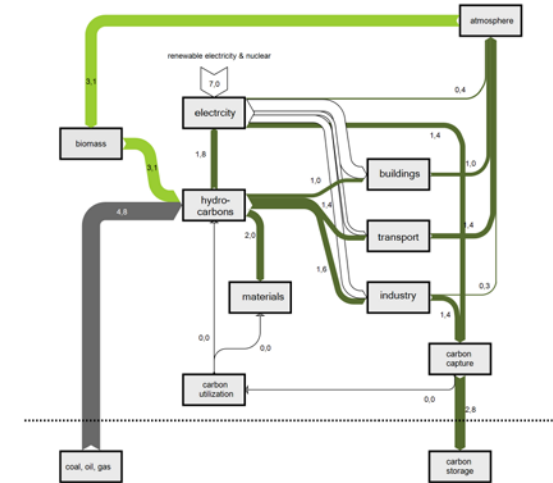 atmosphere
renewable electricity & nuclear
7,0
3,1
0,4
electrcity
1,4
biomass
1,8
3,1
1,0
1,0
buildings
hydro-
carbons
4,8
1,4
2,0
transport
1,4
1,6
materials
industry
0,3
1,4
0,0
0,0
carbon
capture
carbon
utilization
0,0
2,8
coal, oil, gas
carbon
storage